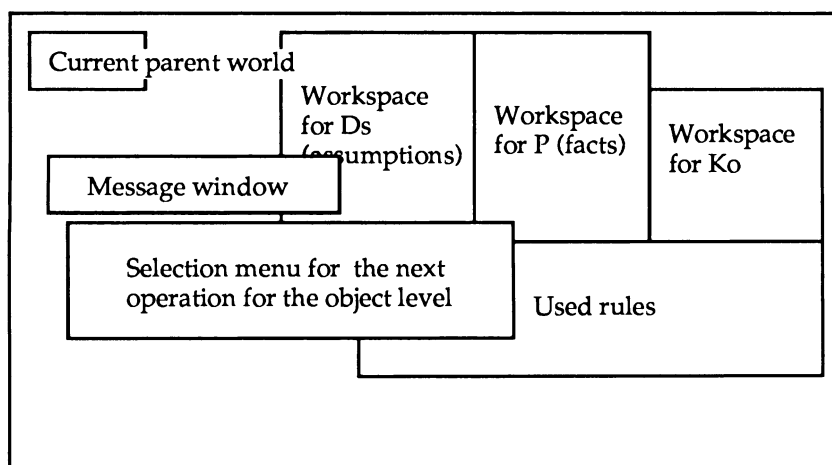 Current parent world
Workspace
for Ds
(assumptions)
Workspace
for P (facts)
Workspace
for Ko
Message window
Selection menu for the next
operation for the object level
Used rules